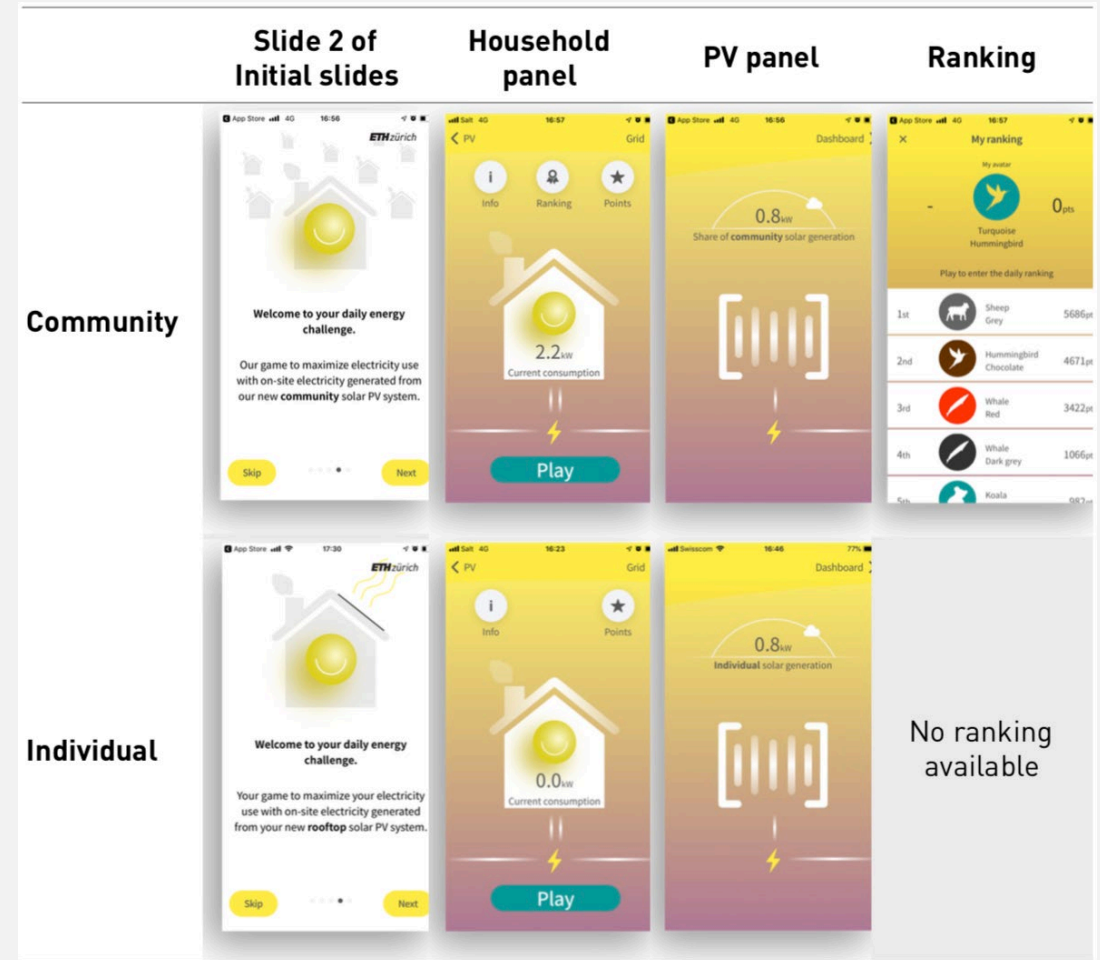 Slide 2 of
Initial slides
Household
panel
PV panel
Ranking
Community
App Store 4G 16:56
ETHzürich
Welcome to your daily energy
challenge.
Our game to maximize electricity use
with on-site electricity generated from
our new community solar PV system.
Skip
Next
Salt 4G 16:57
PV
Grid
Info
Ranking
Points
2.2kW
Current consumption
Play
App Store 4G 16:56
Dashboard
0.8kW
Share of community solar generation
App Store 4G 16:57
× My ranking
My avatar
- 0pts
Turquoise
Hummingbird
Play to enter the daily ranking
1st Sheep 5686pt
Grey
2nd Hummingbird 4671pt
Chocolate
3rd Whale 3422pt
Red
4th Whale 1066pt
Dark grey
5th Koala 982pt
Individual
App Store 17:30
ETHzürich
Welcome to your daily energy
challenge.
Your game to maximize your electricity
use with on-site electricity generated
from your new rooftop solar PV system.
Skip
Next
Salt 4G 16:23
PV
Grid
Info
Points
0.0kW
Current consumption
Play
Swisscom 16:46 77%
Dashboard
0.8kW
Individual solar generation
No ranking
available